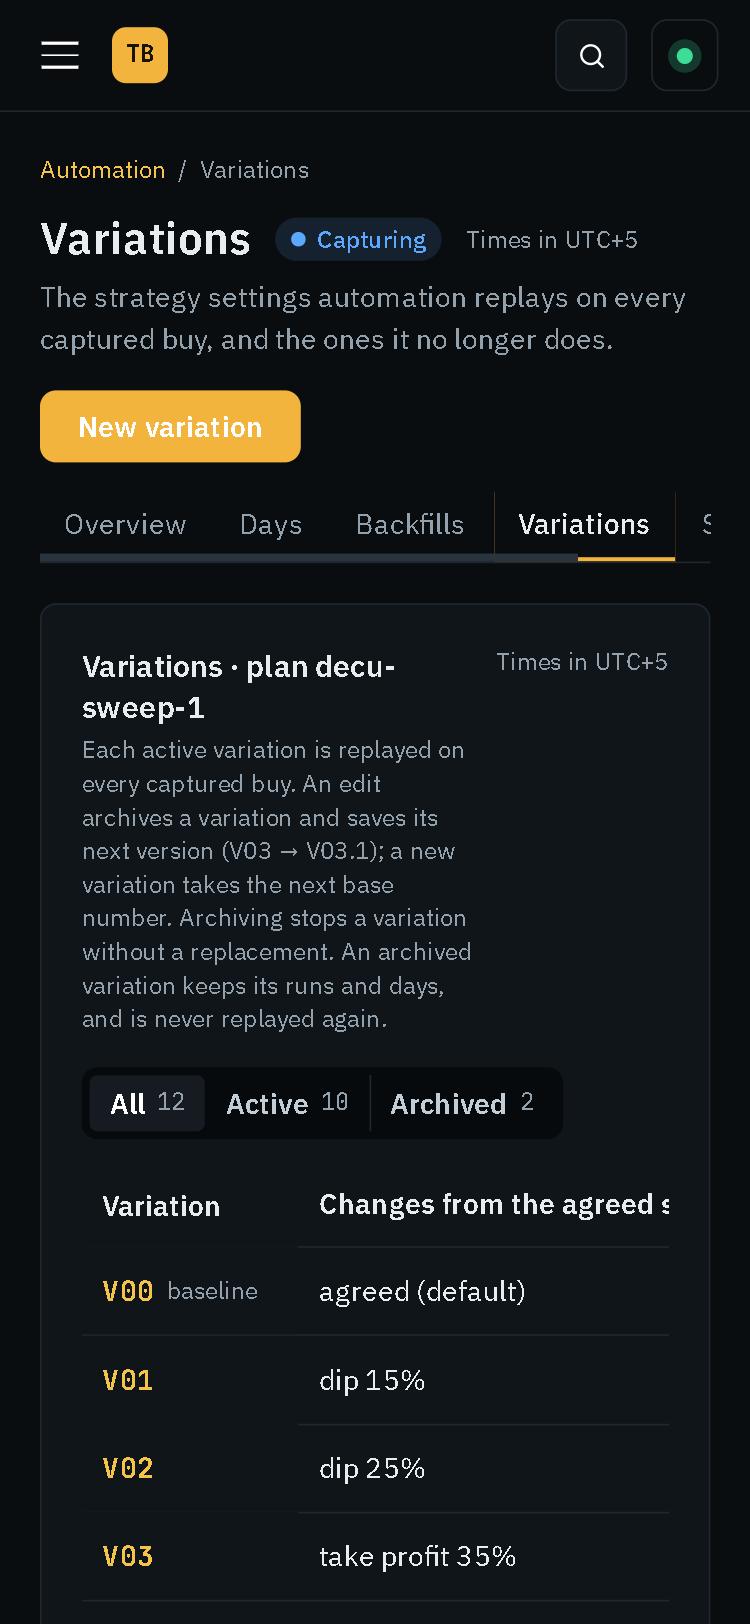 TB
Automation / Variations
Variations Capturing Times in UTC+5
The strategy settings automation replays on every
captured buy, and the ones it no longer does.
New variation
Overview Days Backfills Variations
Variations · plan decu-
sweep-1
Times in UTC+5
Each active variation is replayed on
every captured buy. An edit
archives a variation and saves its
next version (V03 → V03.1); a new
variation takes the next base
number. Archiving stops a variation
without a replacement. An archived
variation keeps its runs and days,
and is never replayed again.
All 12 Active 10 Archived 2
Variation Changes from the agreed
V00 baseline agreed (default)
V01 dip 15%
V02 dip 25%
V03 take profit 35%